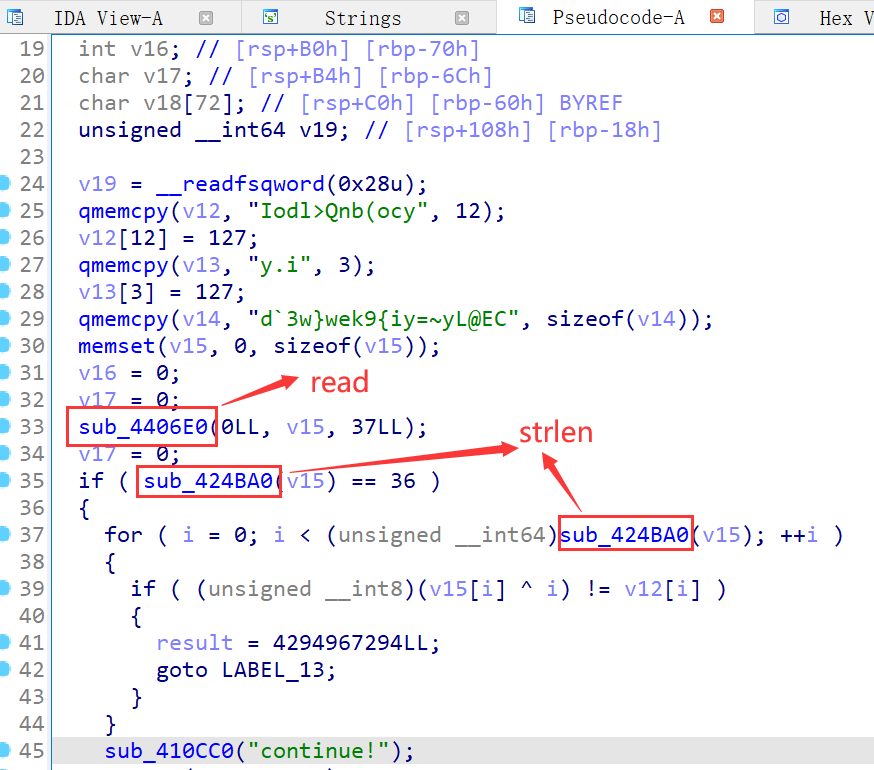 IDA View-A Strings Pseudocode-A Hex V
19 int v16; // [rsp+B0h] [rbp-70h]
20 char v17; // [rsp+B4h] [rbp-6Ch]
21 char v18[72]; // [rsp+C0h] [rbp-60h] BYREF
22 unsigned __int64 v19; // [rsp+108h] [rbp-18h]
23
24 v19 = __readfsqword(0x28u);
25 qmemcpy(v12, "Iodl>Qnb(ocy", 12);
26 v12[12] = 127;
27 qmemcpy(v13, "y.i", 3);
28 v13[3] = 127;
29 qmemcpy(v14, "d`3w}wek9{iy=~yL@EC", sizeof(v14));
30 memset(v15, 0, sizeof(v15));
31 v16 = 0;
read
32 v17 = 0;
33 sub_4406E0(0LL, v15, 37LL);
strlen
34 v17 = 0;
35 if ( sub_424BA0(v15) == 36 )
36 {
37 for ( i = 0; i < (unsigned __int64)sub_424BA0(v15); ++i )
38 {
39 if ( (unsigned __int8)(v15[i] ^ i) != v12[i] )
40 {
41 result = 4294967294LL;
42 goto LABEL_13;
43 }
44 }
45 sub_410CC0("continue!");